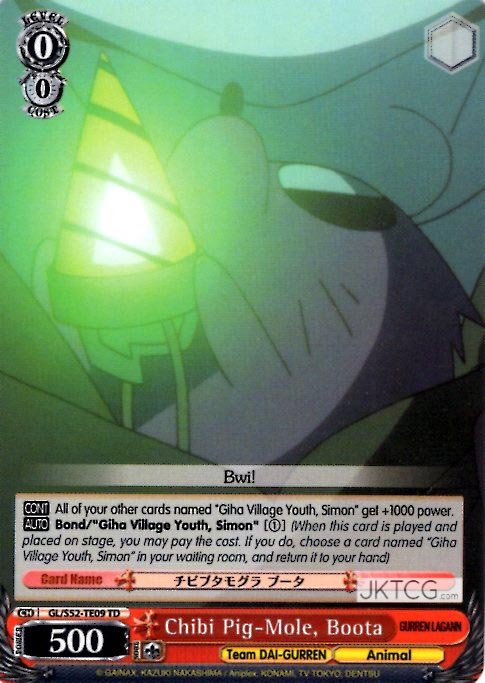 LEVEL
0
0
COST
Bwi!
CONT All of your other cards named "Giha Village Youth, Simon" get +1000 power.
AUTO Bond/"Giha Village Youth, Simon" [①] (When this card is played and
placed on stage, you may pay the cost. If you do, choose a card named "Giha
Village Youth, Simon" in your waiting room, and return it to your hand)
Card Name チビブタモグラ ブータ
JKTCG.com
CH GL/S52-TE09 TD
POWER 500 SOUL Chibi Pig-Mole, Boota GURREN LAGANN
Team DAI-GURREN Animal
© GAINAX, KAZUKI NAKASHIMA / Aniplex, KONAMI, TV TOKYO, DENTSU